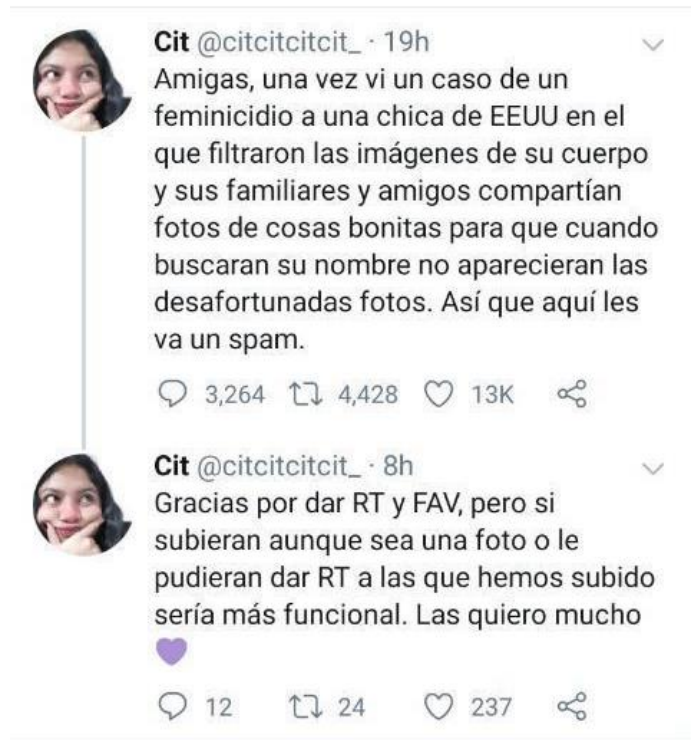 Cit @citcitcitcit_ · 19h
Amigas, una vez vi un caso de un
feminicidio a una chica de EEUU en el
que filtraron las imágenes de su cuerpo
y sus familiares y amigos compartían
fotos de cosas bonitas para que cuando
buscaran su nombre no aparecieran las
desafortunadas fotos. Así que aquí les
va un spam.
3,264 4,428 13K
Cit @citcitcitcit_ · 8h
Gracias por dar RT y FAV, pero si
subieran aunque sea una foto o le
pudieran dar RT a las que hemos subido
sería más funcional. Las quiero mucho
💜
12 24 237